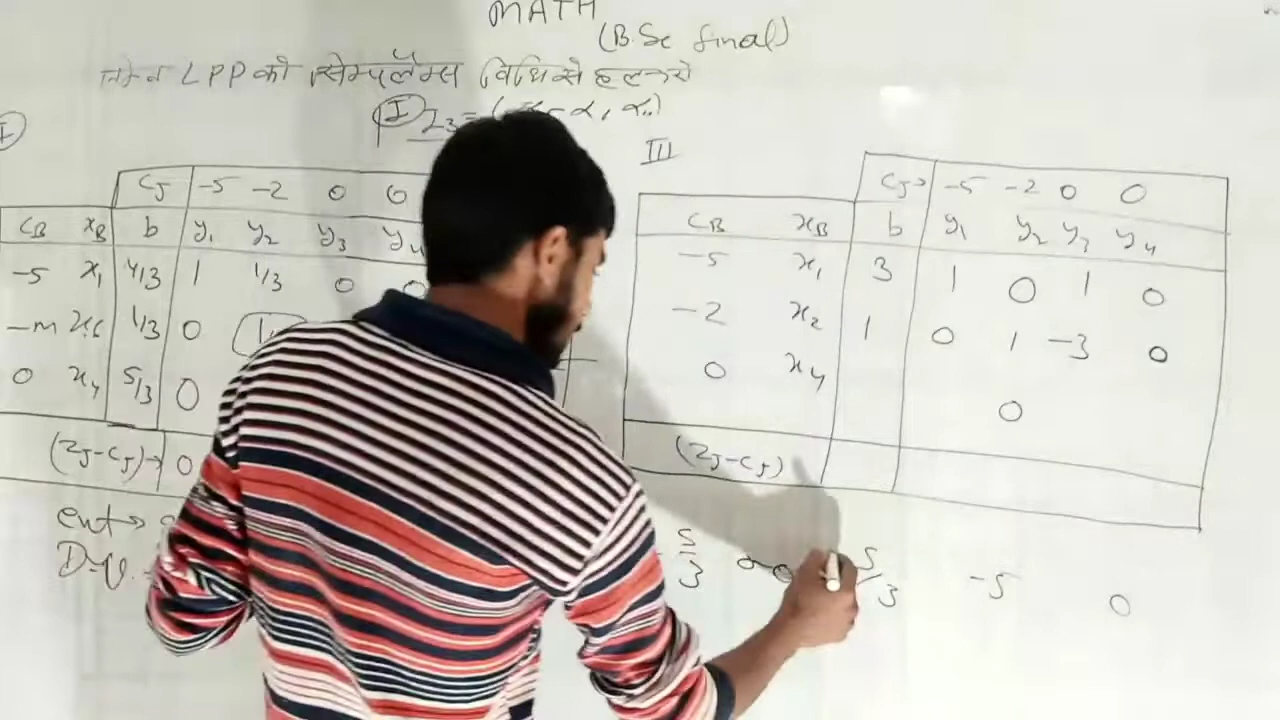 MATH
(B.Sc final)
निम्न LPP को सिम्पलेक्स विधि से हल करो
I
I
III
CJ -5 -2 0 0
CB xB b y1 y2 y3 y4
-5 x1 4/3 1 1/3 0 0
-M x6 1/3 0
0 x4 5/3 0
(ZJ-CJ)→ 0
ent→
D.V.
CJ→ -5 -2 0 0
CB xB b y1 y2 y3 y4
-5 x1 3 1 0 1 0
-2 x2 1 0 1 -3 0
0 x4 0
(ZJ-CJ)
5/3 5/3 -5 0